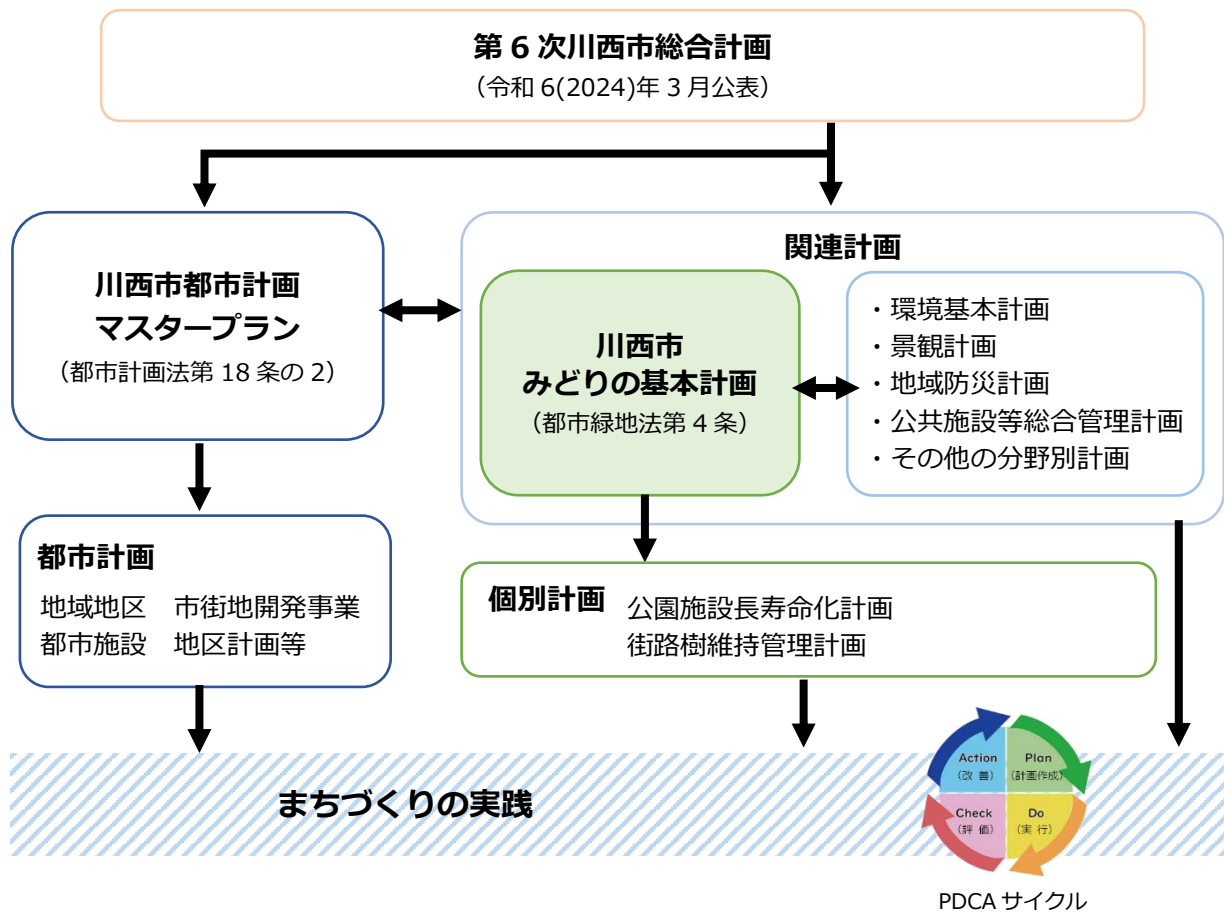 第 6 次川西市総合計画
（令和 6(2024)年 3 月公表）
川西市都市計画
マスタープラン
（都市計画法第 18 条の 2）
関連計画
川西市
みどりの基本計画
（都市緑地法第 4 条）
・環境基本計画
・景観計画
・地域防災計画
・公共施設等総合管理計画
・その他の分野別計画
都市計画
地域地区　市街地開発事業
都市施設　地区計画等
個別計画
公園施設長寿命化計画
街路樹維持管理計画
まちづくりの実践
Action
（改 善）
Plan
（計画作成）
Check
（評 価）
Do
（実 行）
PDCA サイクル